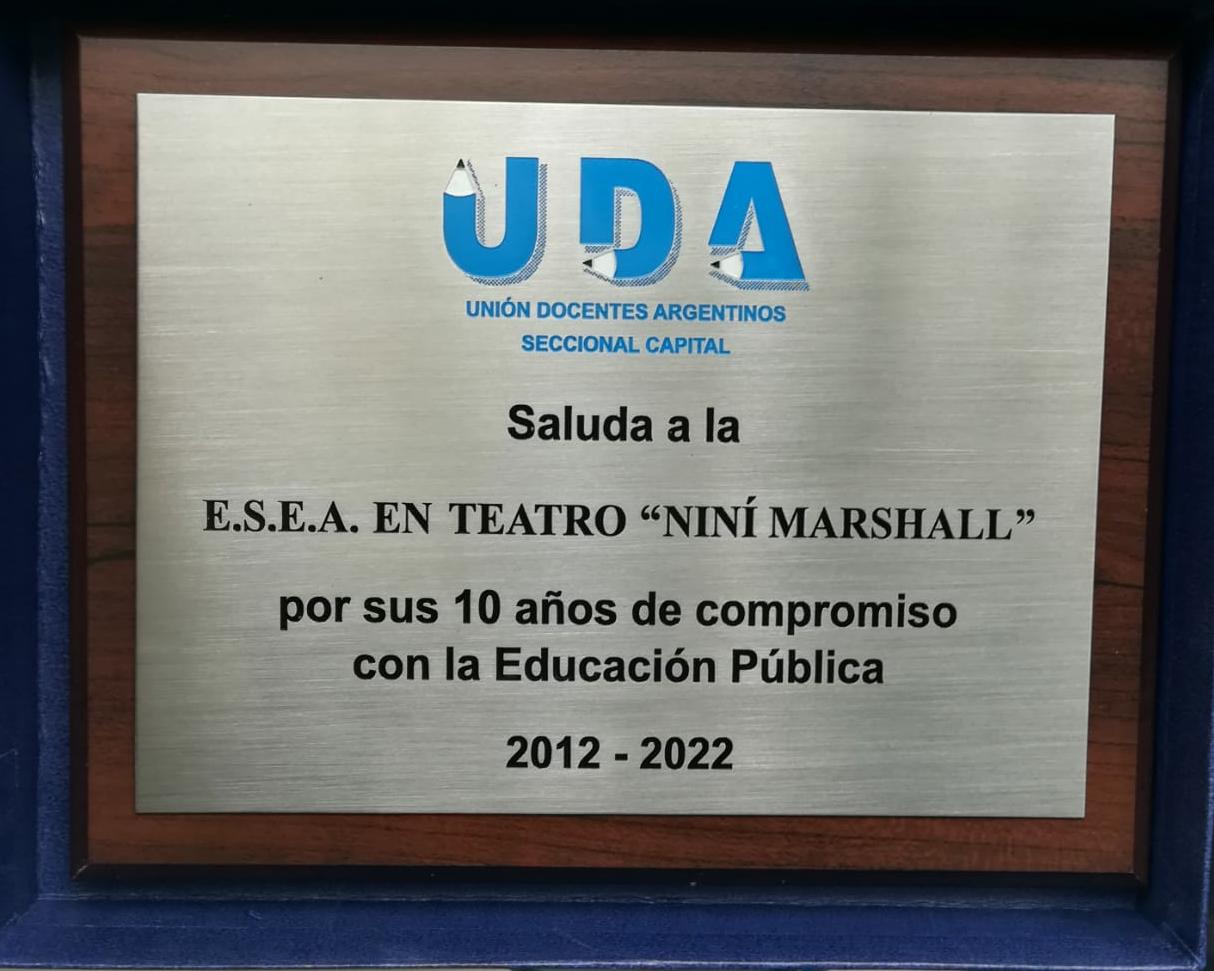 UDA
UNIÓN DOCENTES ARGENTINOS
SECCIONAL CAPITAL
Saluda a la
E.S.E.A. EN TEATRO “NINÍ MARSHALL”
por sus 10 años de compromiso
con la Educación Pública
2012 - 2022